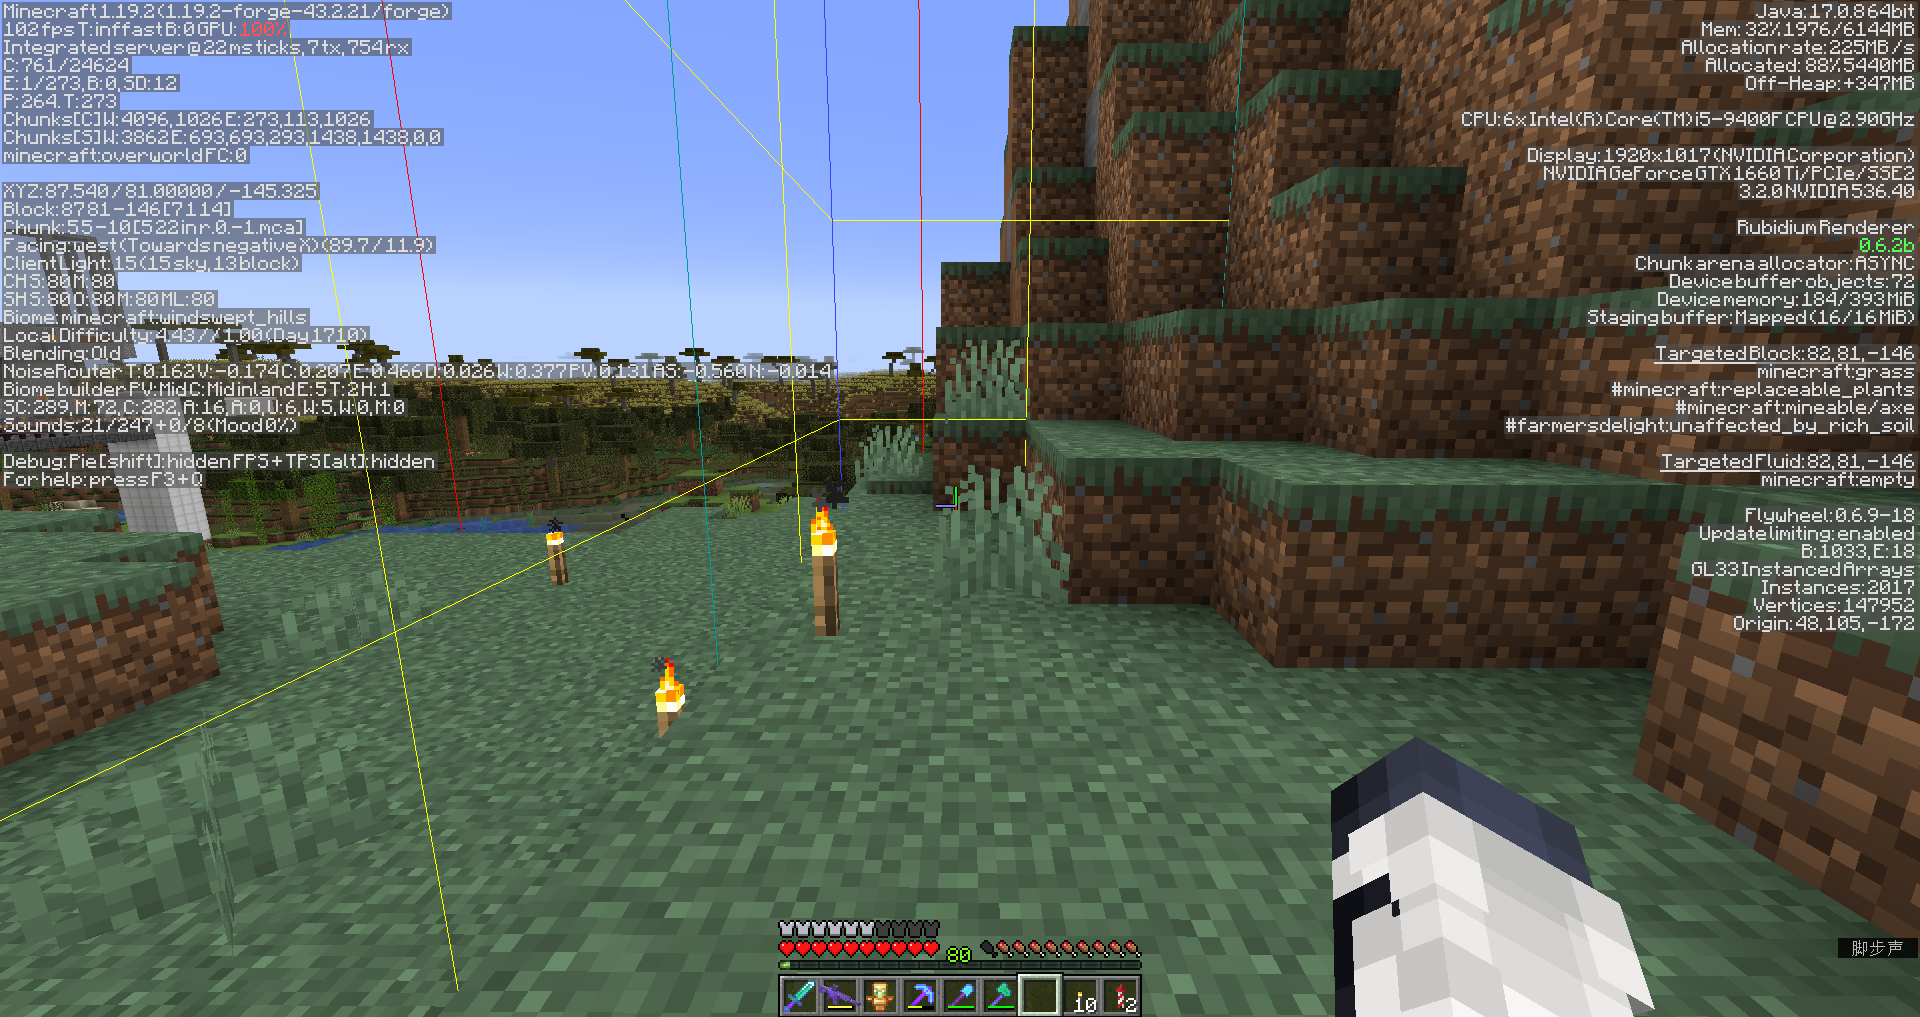 Minecraft 1.19.2 (1.19.2-forge-43.2.21/forge)
102 fps T: inf fast B: 0 GPU: 100%
Integrated server @ 22 ms ticks, 7 tx, 754 rx
C: 761/24624
E: 1/273, B: 0, SD: 12
P: 264. T: 273
Chunks[C] W: 4096, 1026 E: 273,113,1026
Chunks[S] W: 3862 E: 693,693,293,1438,1438,0,0
minecraft:overworld FC: 0
XYZ: 87.540 / 81.00000 / -145.325
Block: 87 81 -146 [7 1 14]
Chunk: 5 5 -10 [5 22 in r.0.-1.mca]
Facing: west (Towards negative X) (89.7 / 11.9)
Client Light: 15 (15 sky, 13 block)
CH S: 80 M: 80
SH S: 80 O: 80 M: 80 ML: 80
Biome: minecraft:windswept_hills
Local Difficulty: 4.437 / 1.00 (Day 1710)
Blending: Old
NoiseRouter T: 0.162 V: -0.174 C: 0.207 E: -0.466 D: 0.026 W: 0.377 PV: 0.131 AS: -0.560 N: -0.014
Biome builder PV: Mid C: Mid inland E: 5 T: 2 H: 1
SC: 289, M: 72, C: 282, A: 16, A: 0, U: 6, W: 5, W: 0, M: 0
Sounds: 21/247 + 0/8 (Mood 0%)
Debug: Pie [shift]: hidden FPS + TPS [alt]: hidden
For help: press F3 + Q
Java: 17.0.8 64bit
Mem: 32% 1976/6144MB
Allocation rate: 225MB /s
Allocated: 88% 5440MB
Off-Heap: +347MB
CPU: 6x Intel(R) Core(TM) i5-9400F CPU @ 2.90GHz
Display: 1920x1017 (NVIDIA Corporation)
NVIDIA GeForce GTX 1660 Ti/PCIe/SSE2
3.2.0 NVIDIA 536.40
Rubidium Renderer
0.6.2b
Chunk arena allocator: ASYNC
Device buffer objects: 72
Device memory: 184/393 MiB
Staging buffer: Mapped (16/16 MiB)
Targeted Block: 82, 81, -146
minecraft:grass
#minecraft:replaceable_plants
#minecraft:mineable/axe
#farmersdelight:unaffected_by_rich_soil
Targeted Fluid: 82, 81, -146
minecraft:empty
Flywheel: 0.6.9-18
Update limiting: enabled
B: 1033, E: 18
GL33 Instanced Arrays
Instances: 2017
Vertices: 147952
Origin: 48, 105, -172
脚步声
80
10
2